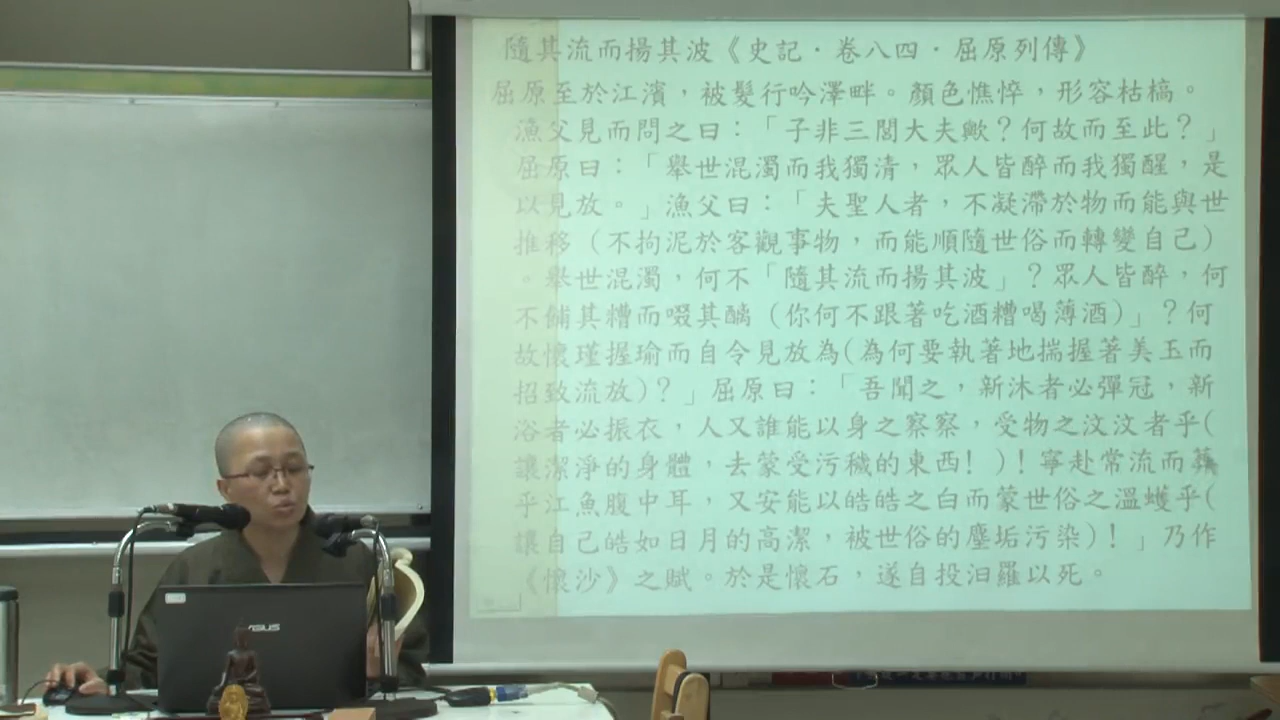 隨其流而揚其波《史記．卷八四．屈原列傳》
屈原至於江濱，被髮行吟澤畔。顏色憔悴，形容枯槁。
漁父見而問之曰：「子非三閭大夫歟？何故而至此？」
屈原曰：「舉世混濁而我獨清，眾人皆醉而我獨醒，是
以見放。」漁父曰：「夫聖人者，不凝滯於物而能與世
推移（不拘泥於客觀事物，而能順隨世俗而轉變自己）
。舉世混濁，何不「隨其流而揚其波」？眾人皆醉，何
不餔其糟而啜其醨（你何不跟著吃酒糟喝薄酒）」？何
故懷瑾握瑜而自令見放為(為何要執著地揣握著美玉而
招致流放)？」屈原曰：「吾聞之，新沐者必彈冠，新
浴者必振衣，人又誰能以身之察察，受物之汶汶者乎(
讓潔淨的身體，去蒙受污穢的東西！)！寧赴常流而葬
乎江魚腹中耳，又安能以皓皓之白而蒙世俗之溫蠖乎(
讓自己皓如日月的高潔，被世俗的塵垢污染)！」乃作
《懷沙》之賦。於是懷石，遂自投汨羅以死。
ASUS